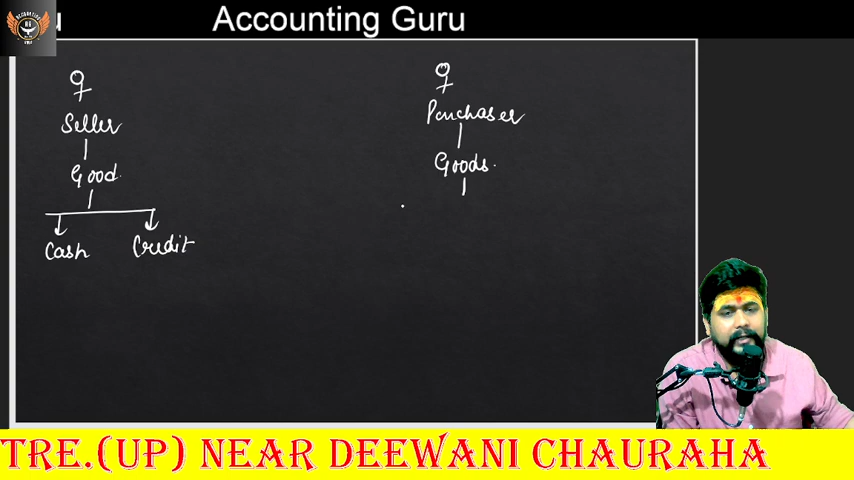 Accounting Guru
Seller
Good
Cash Credit
Purchaser
Goods.
TRE.(UP) NEAR DEEWANI CHAURAHA